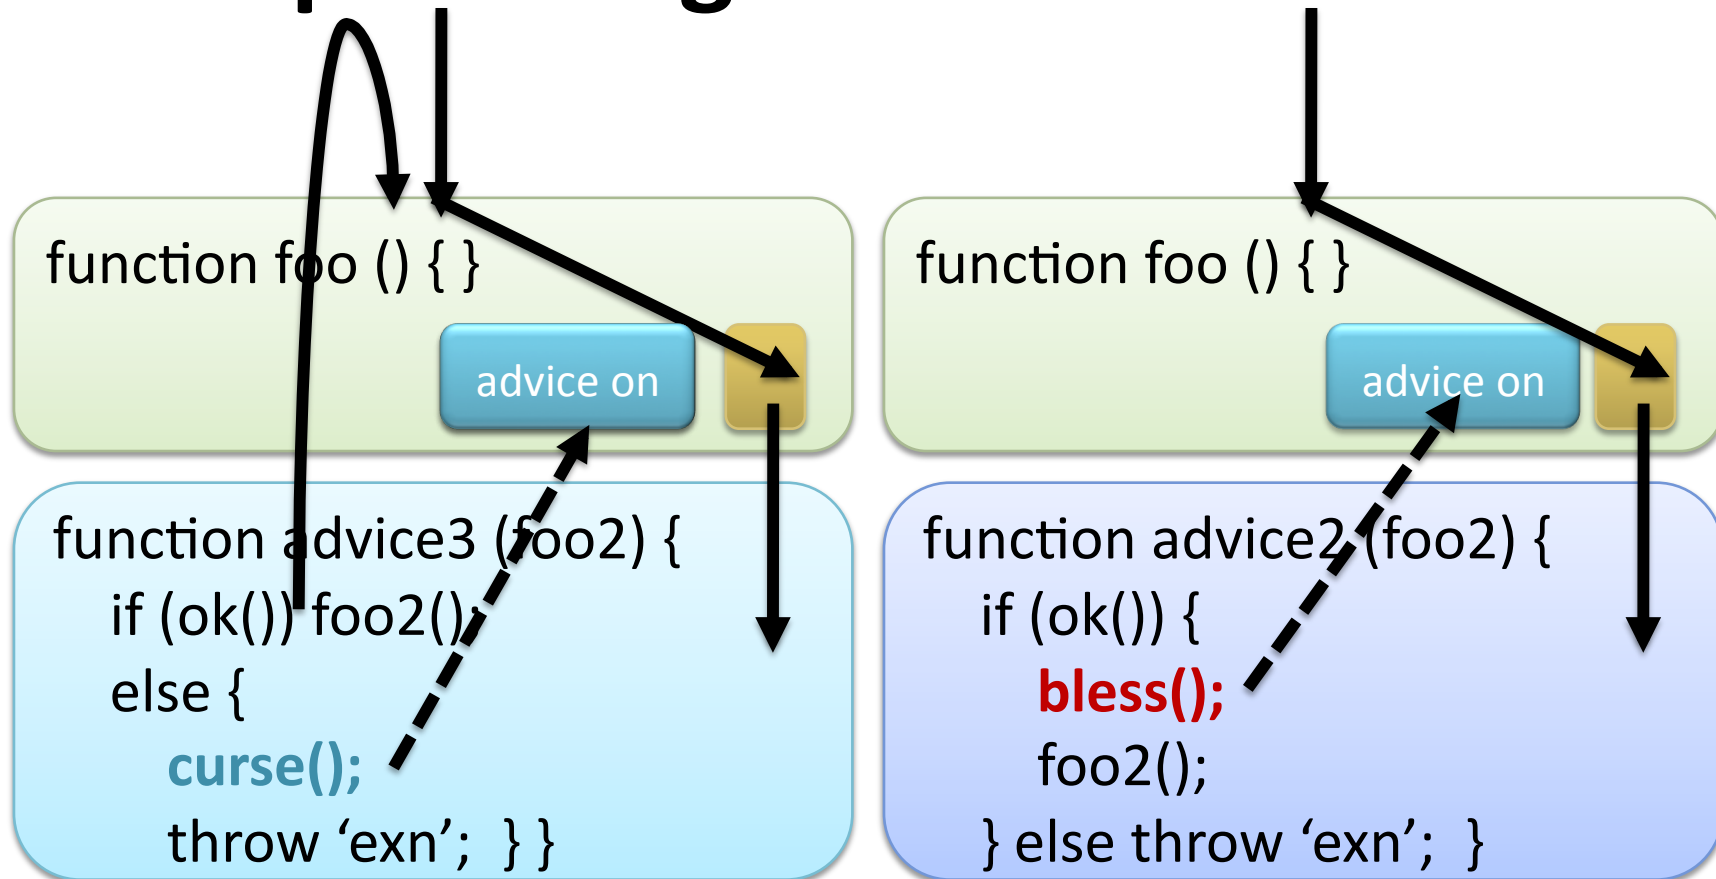 function foo () { }
advice on
function advice3 (foo2) {
if (ok()) foo2();
else {
curse();
throw ‘exn’; } }
function foo () { }
advice on
function advice2 (foo2) {
if (ok()) {
bless();
foo2();
} else throw ‘exn’; }